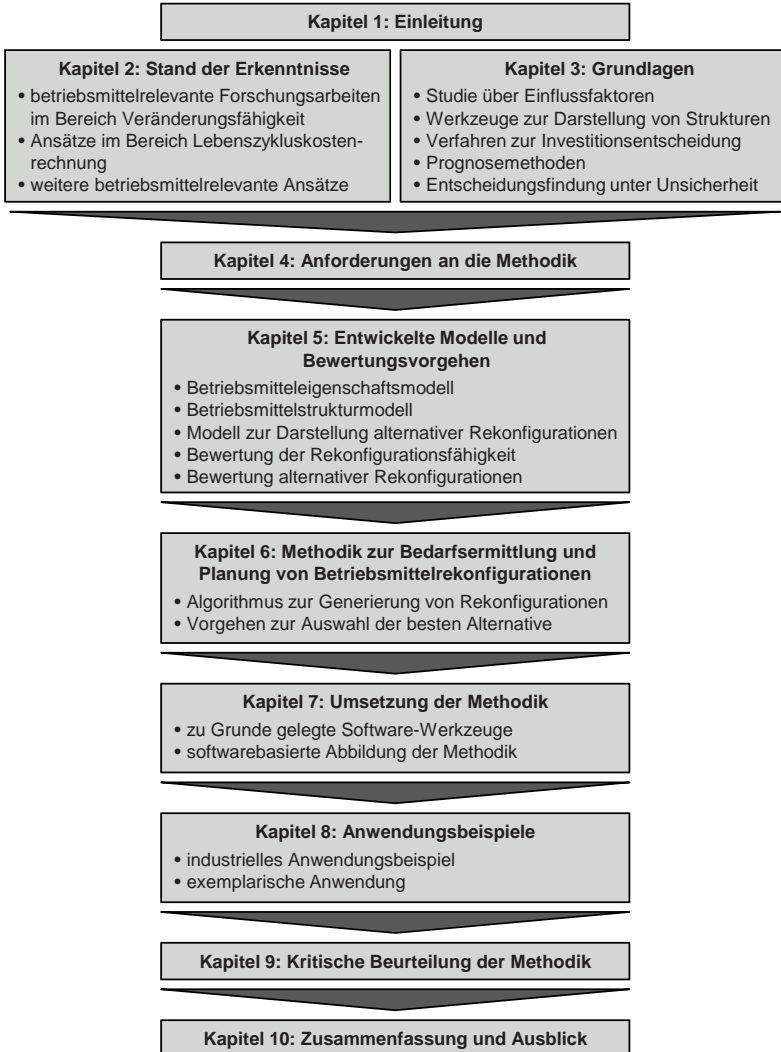 Kapitel 1: Einleitung
Kapitel 2: Stand der Erkenntnisse
• betriebsmittelrelevante Forschungsarbeiten
im Bereich Veränderungsfähigkeit
• Ansätze im Bereich Lebenszykluskosten-
rechnung
• weitere betriebsmittelrelevante Ansätze
Kapitel 3: Grundlagen
• Studie über Einflussfaktoren
• Werkzeuge zur Darstellung von Strukturen
• Verfahren zur Investitionsentscheidung
• Prognosemethoden
• Entscheidungsfindung unter Unsicherheit
Kapitel 4: Anforderungen an die Methodik
Kapitel 5: Entwickelte Modelle und
Bewertungsvorgehen
• Betriebsmitteleigenschaftsmodell
• Betriebsmittelstrukturmodell
• Modell zur Darstellung alternativer Rekonfigurationen
• Bewertung der Rekonfigurationsfähigkeit
• Bewertung alternativer Rekonfigurationen
Kapitel 6: Methodik zur Bedarfsermittlung und
Planung von Betriebsmittelrekonfigurationen
• Algorithmus zur Generierung von Rekonfigurationen
• Vorgehen zur Auswahl der besten Alternative
Kapitel 7: Umsetzung der Methodik
• zu Grunde gelegte Software-Werkzeuge
• softwarebasierte Abbildung der Methodik
Kapitel 8: Anwendungsbeispiele
• industrielles Anwendungsbeispiel
• exemplarische Anwendung
Kapitel 9: Kritische Beurteilung der Methodik
Kapitel 10: Zusammenfassung und Ausblick